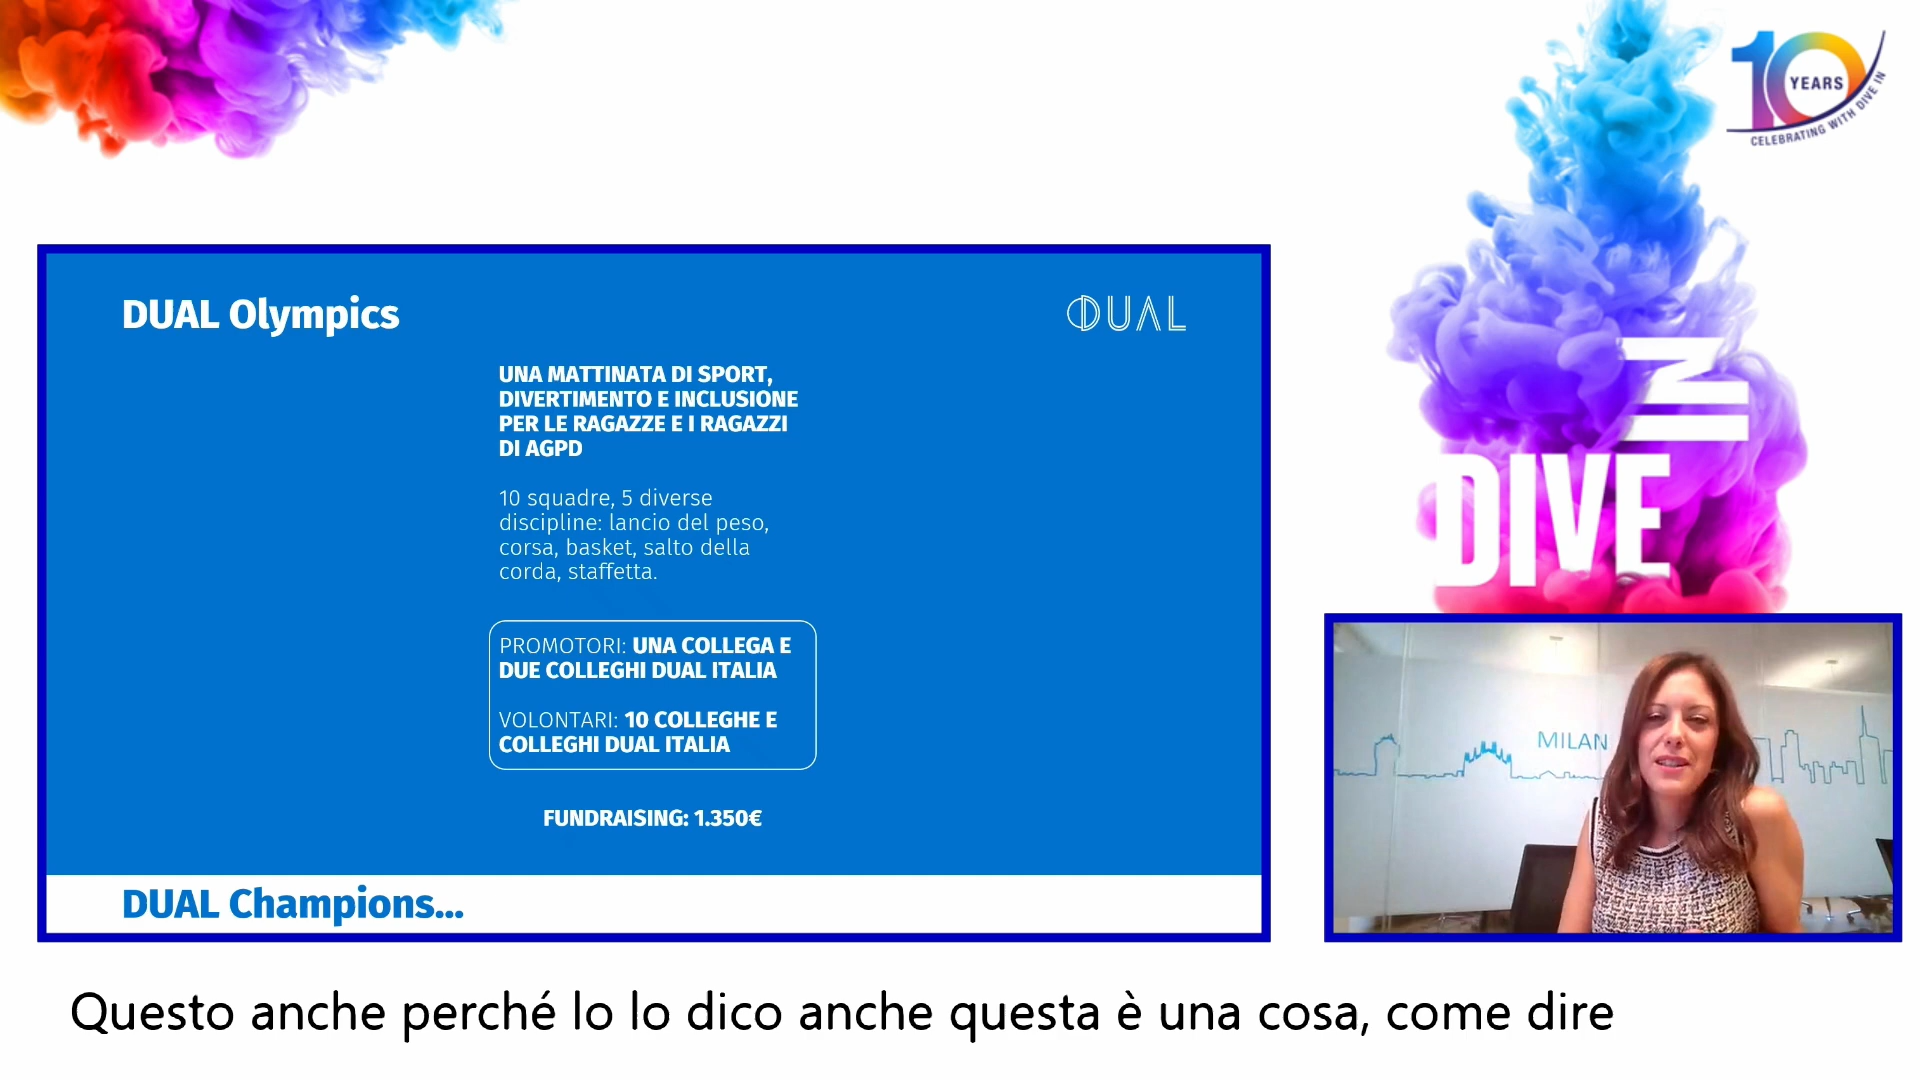 10 YEARS
CELEBRATING WITH DIVE IN
DUAL Olympics
DUAL
UNA MATTINATA DI SPORT,
DIVERTIMENTO E INCLUSIONE
PER LE RAGAZZE E I RAGAZZI
DI AGPD
10 squadre, 5 diverse
discipline: lancio del peso,
corsa, basket, salto della
corda, staffetta.
PROMOTORI: UNA COLLEGA E
DUE COLLEGHI DUAL ITALIA
VOLONTARI: 10 COLLEGHE E
COLLEGHI DUAL ITALIA
FUNDRAISING: 1.350€
DUAL Champions...
DIVE IN
MILAN
Questo anche perché lo lo dico anche questa è una cosa, come dire